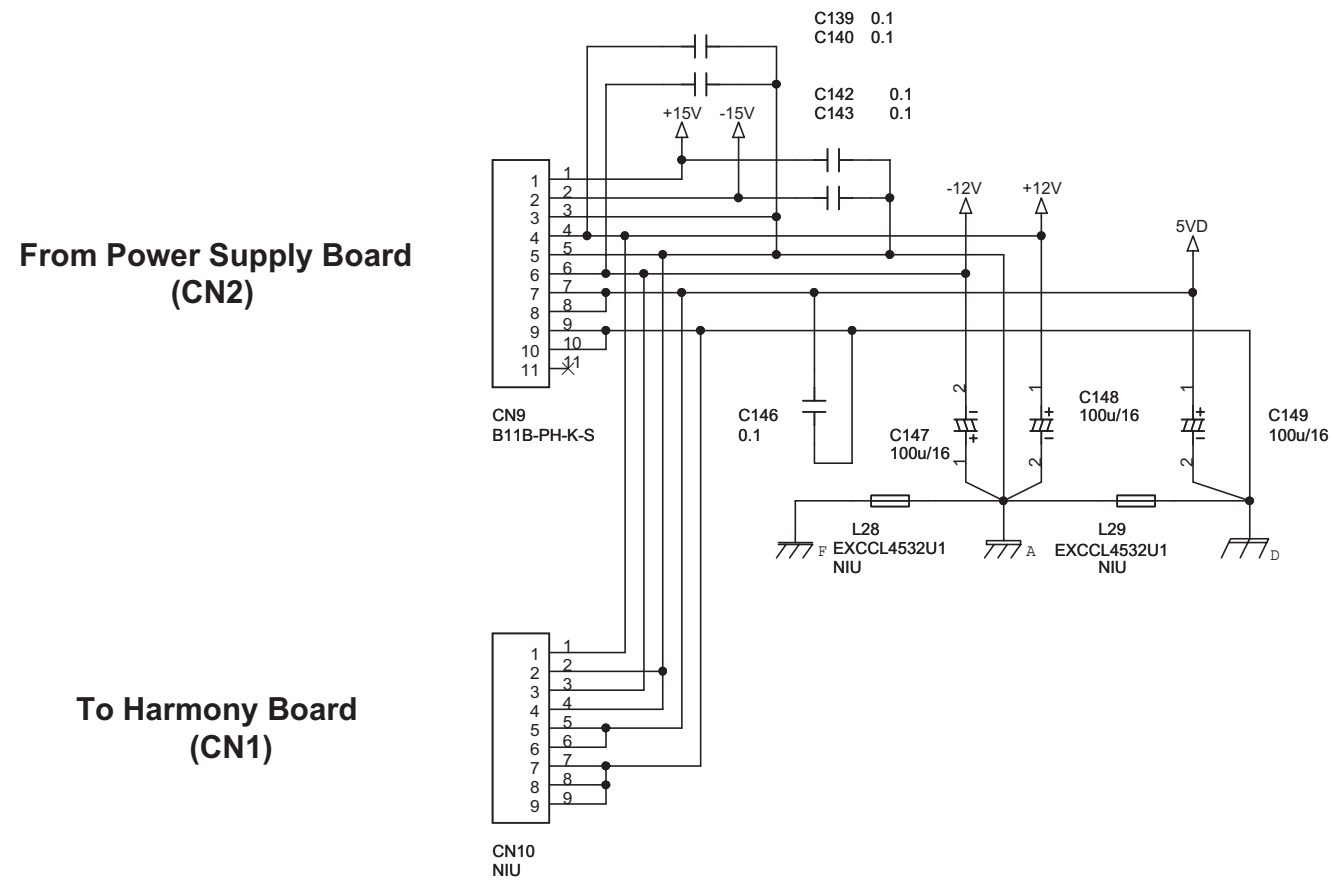 C139 0.1
C140 0.1
C142 0.1
C143 0.1
+15V -15V
-12V +12V
5VD
From Power Supply Board
(CN2)
1 1
2 2
3 3
4 4
5 5
6 6
7 7
8 8
9 9
10 10
11 11
CN9
B11B-PH-K-S
C146
0.1
2
- +
1
C147
100u/16
1
+ -
2
C148
100u/16
1
+ -
2
C149
100u/16
F
L28
EXCCL4532U1
NIU
A
L29
EXCCL4532U1
NIU
D
To Harmony Board
(CN1)
1 1
2 2
3 3
4 4
5 5
6 6
7 7
8 8
9 9
CN10
NIU